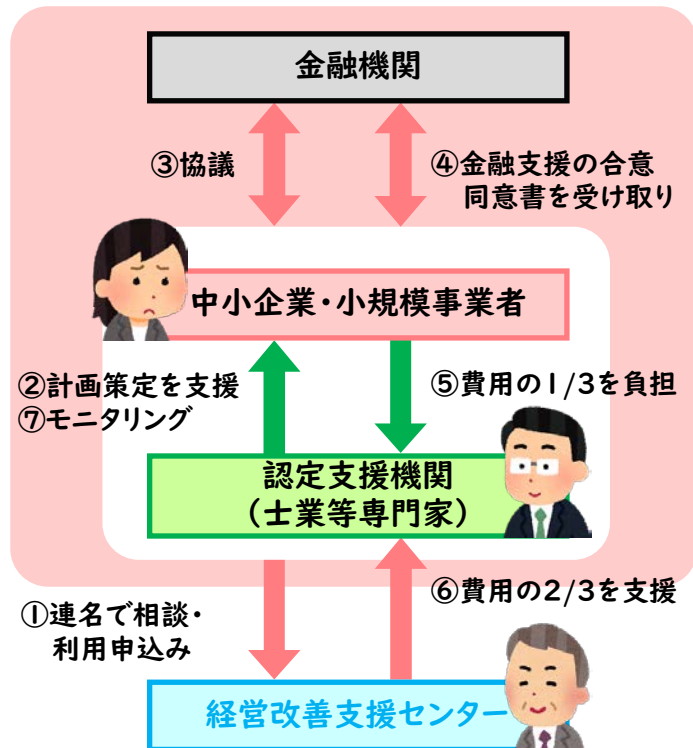 金融機関
③協議
④金融支援の合意
同意書を受け取り
中小企業・小規模事業者
②計画策定を支援
⑦モニタリング
⑤費用の1/3を負担
認定支援機関
（士業等専門家）
①連名で相談・
利用申込み
⑥費用の2/3を支援
経営改善支援センター